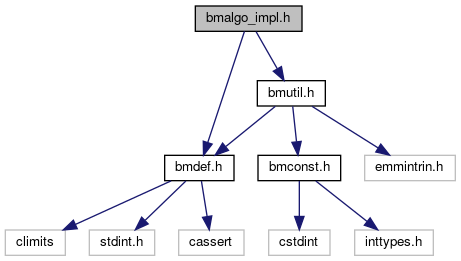 bmalgo_impl.h
bmutil.h
bmdef.h
bmconst.h
emmintrin.h
climits
stdint.h
cassert
cstdint
inttypes.h